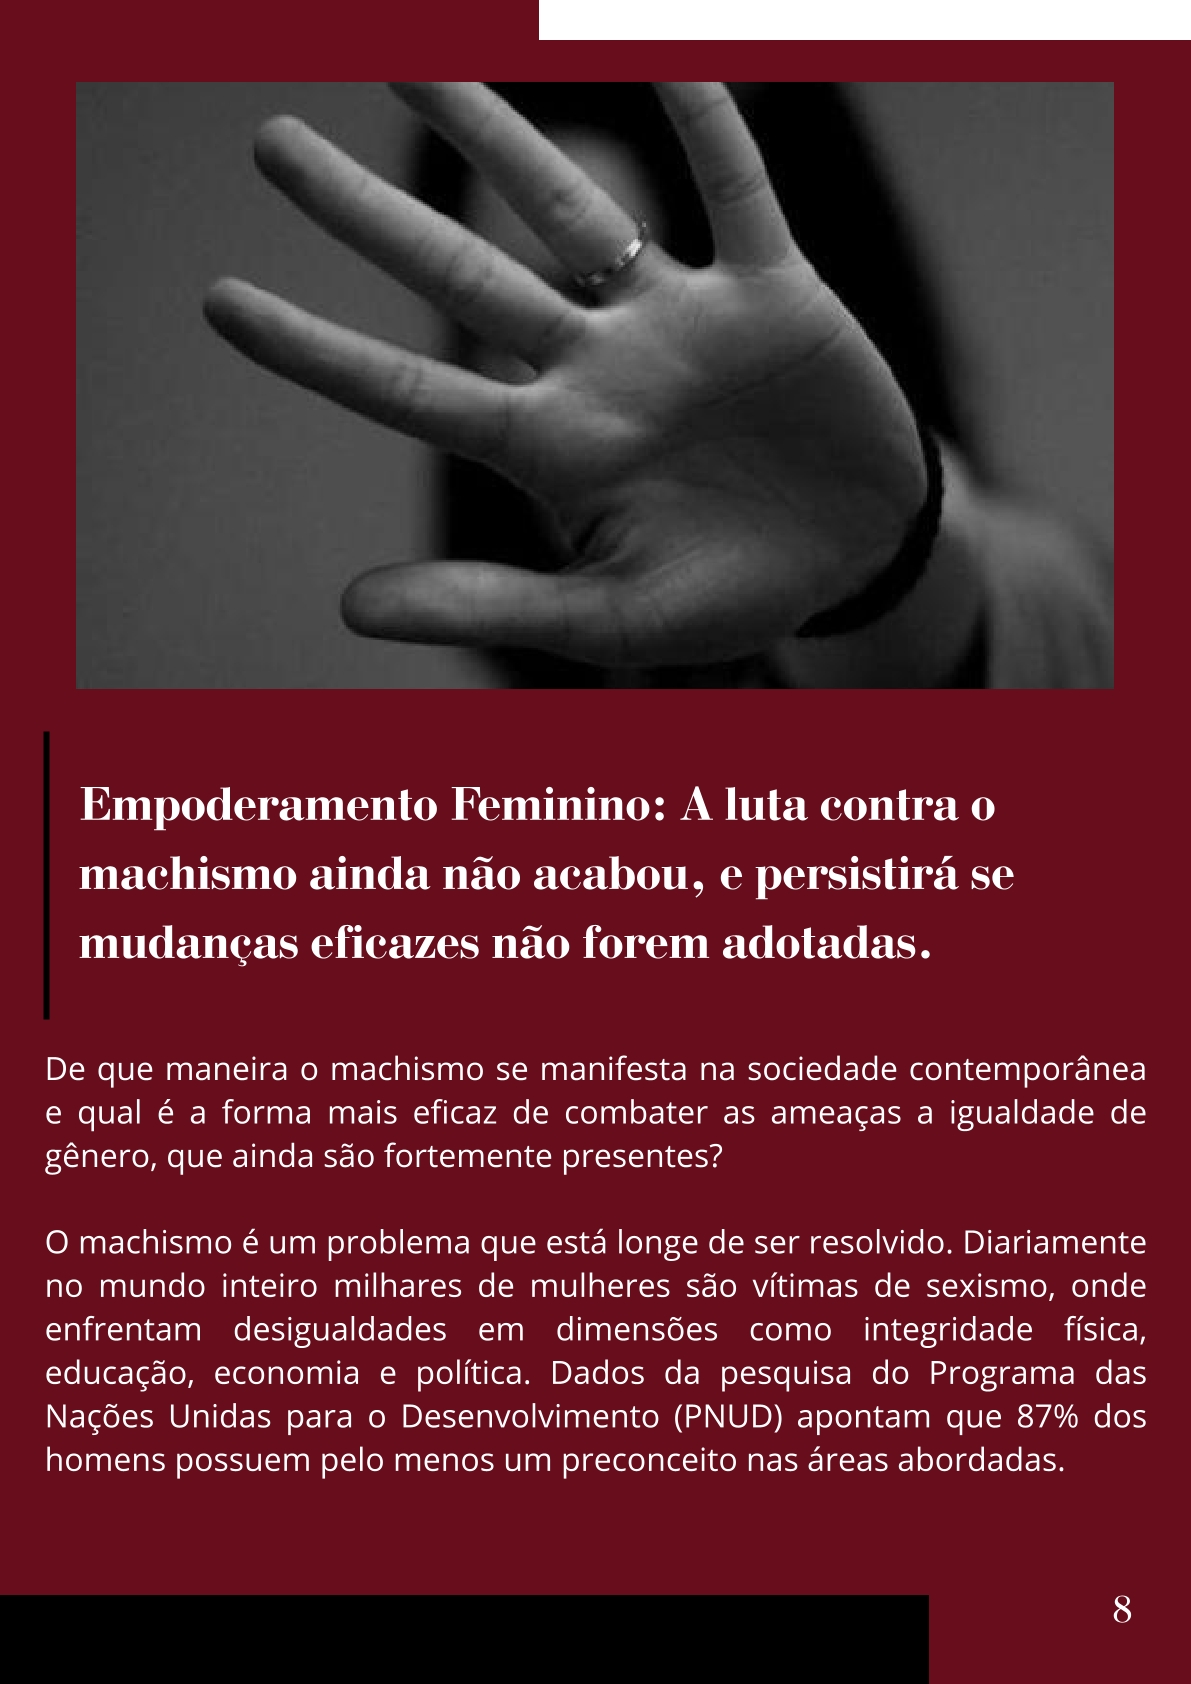 Empoderamento Feminino: A luta contra o
machismo ainda não acabou, e persistirá se
mudanças eficazes não forem adotadas.
De que maneira o machismo se manifesta na sociedade contemporânea
e qual é a forma mais eficaz de combater as ameaças a igualdade de
gênero, que ainda são fortemente presentes?
O machismo é um problema que está longe de ser resolvido. Diariamente
no mundo inteiro milhares de mulheres são vítimas de sexismo, onde
enfrentam desigualdades em dimensões como integridade física,
educação, economia e política. Dados da pesquisa do Programa das
Nações Unidas para o Desenvolvimento (PNUD) apontam que 87% dos
homens possuem pelo menos um preconceito nas áreas abordadas.
8